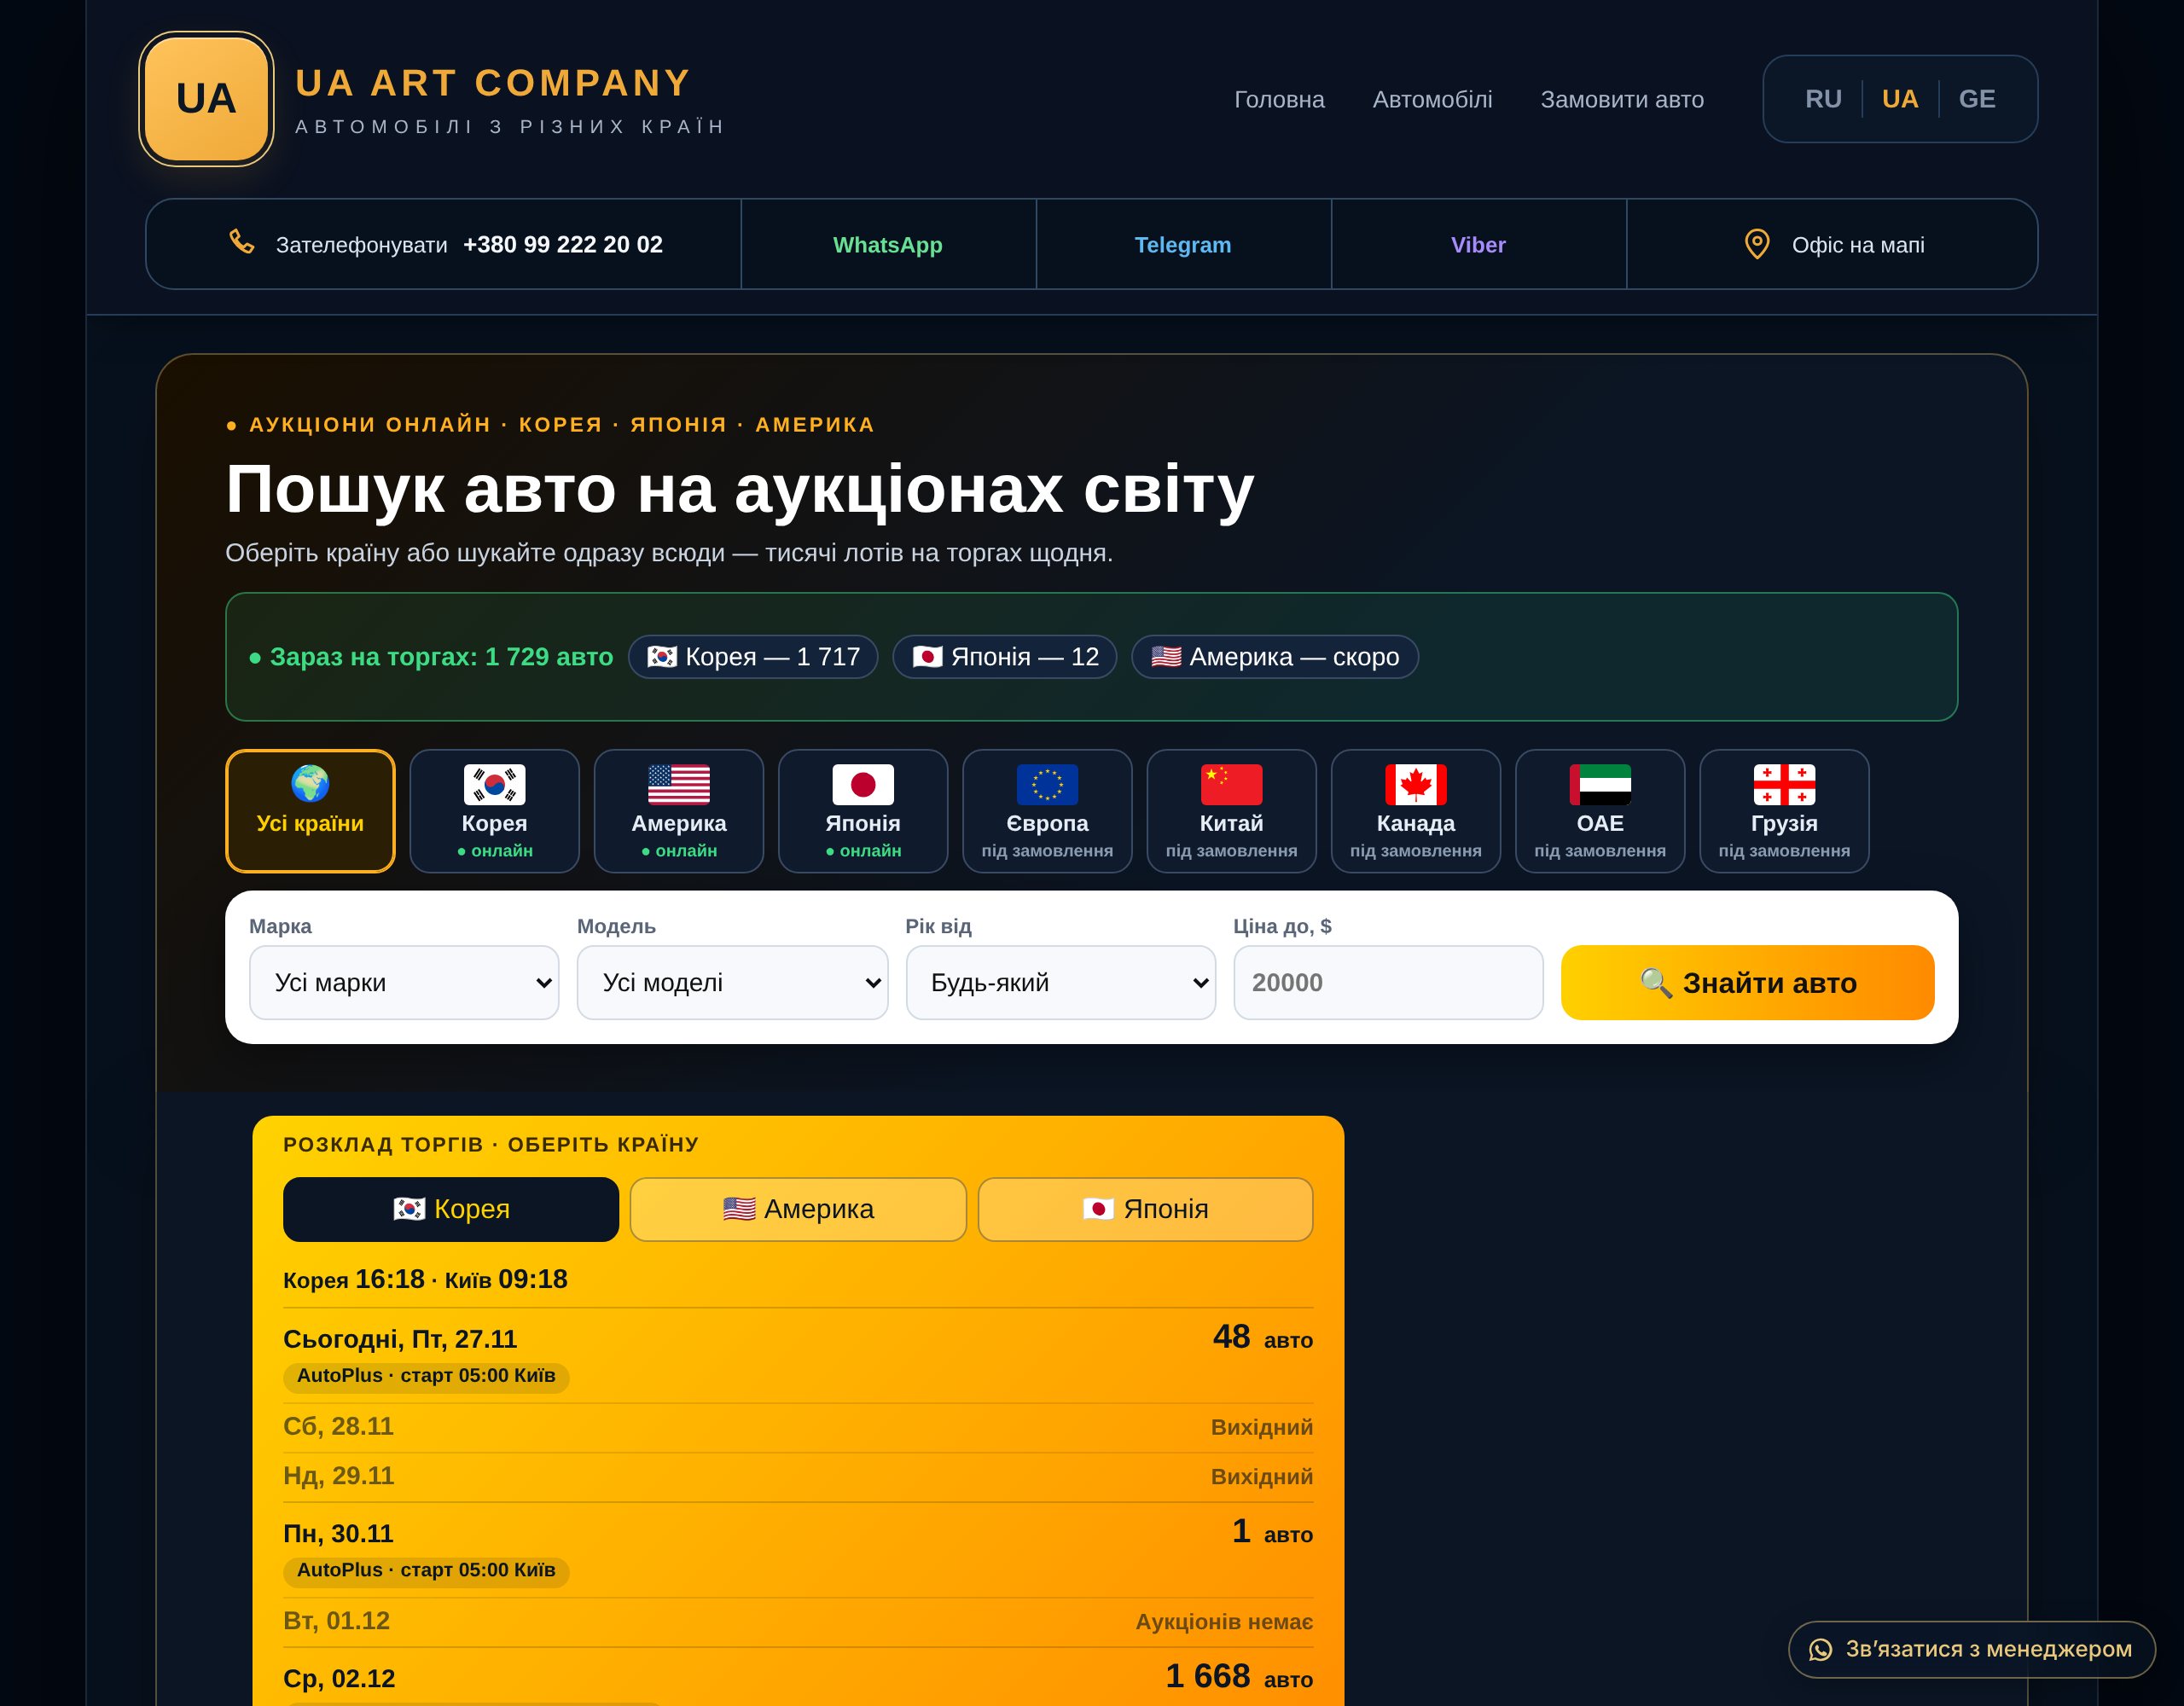 UA
UA ART COMPANY
АВТОМОБІЛІ З РІЗНИХ КРАЇН
Головна Автомобілі Замовити авто RU UA GE
Зателефонувати +380 99 222 20 02 WhatsApp Telegram Viber Офіс на мапі
● АУКЦІОНИ ОНЛАЙН · КОРЕЯ · ЯПОНІЯ · АМЕРИКА
Пошук авто на аукціонах світу
Оберіть країну або шукайте одразу всюди — тисячі лотів на торгах щодня.
● Зараз на торгах: 1 729 авто 🇰🇷 Корея — 1 717 🇯🇵 Японія — 12 🇺🇸 Америка — скоро
Усі країни Корея Америка Японія Європа Китай Канада ОАЕ Грузія
● онлайн ● онлайн ● онлайн під замовлення під замовлення під замовлення під замовлення під замовлення
Марка Модель Рік від Ціна до, $
Усі марки Усі моделі Будь-який 20000 🔍 Знайти авто
РОЗКЛАД ТОРГІВ · ОБЕРІТЬ КРАЇНУ
🇰🇷 Корея 🇺🇸 Америка 🇯🇵 Японія
Корея 16:18 · Київ 09:18
Сьогодні, Пт, 27.11 48 авто
AutoPlus · старт 05:00 Київ
Сб, 28.11 Вихідний
Нд, 29.11 Вихідний
Пн, 30.11 1 авто
AutoPlus · старт 05:00 Київ
Вт, 01.12 Аукціонів немає
Ср, 02.12 1 668 авто
Зв’язатися з менеджером